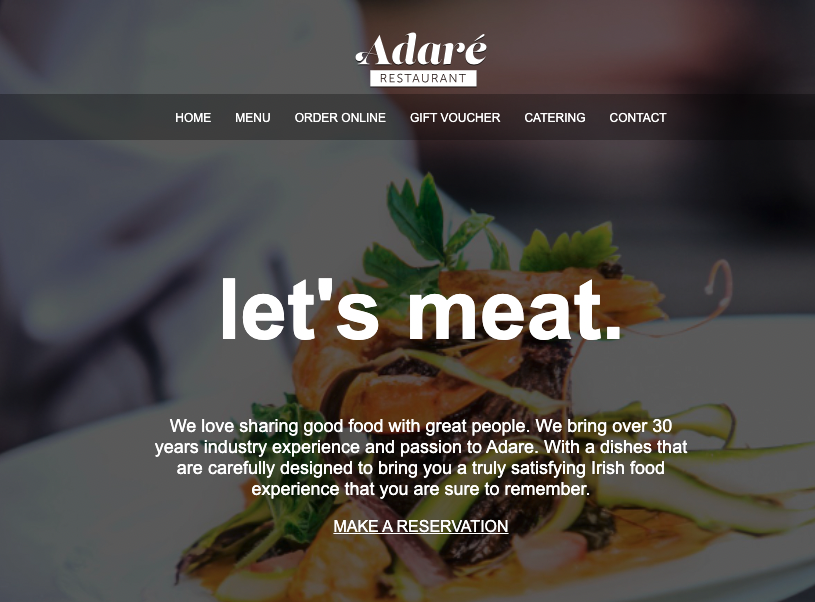 Adaré
RESTAURANT
HOME MENU ORDER ONLINE GIFT VOUCHER CATERING CONTACT
let's meat.
We love sharing good food with great people. We bring over 30
years industry experience and passion to Adare. With a dishes that
are carefully designed to bring you a truly satisfying Irish food
experience that you are sure to remember.
MAKE A RESERVATION